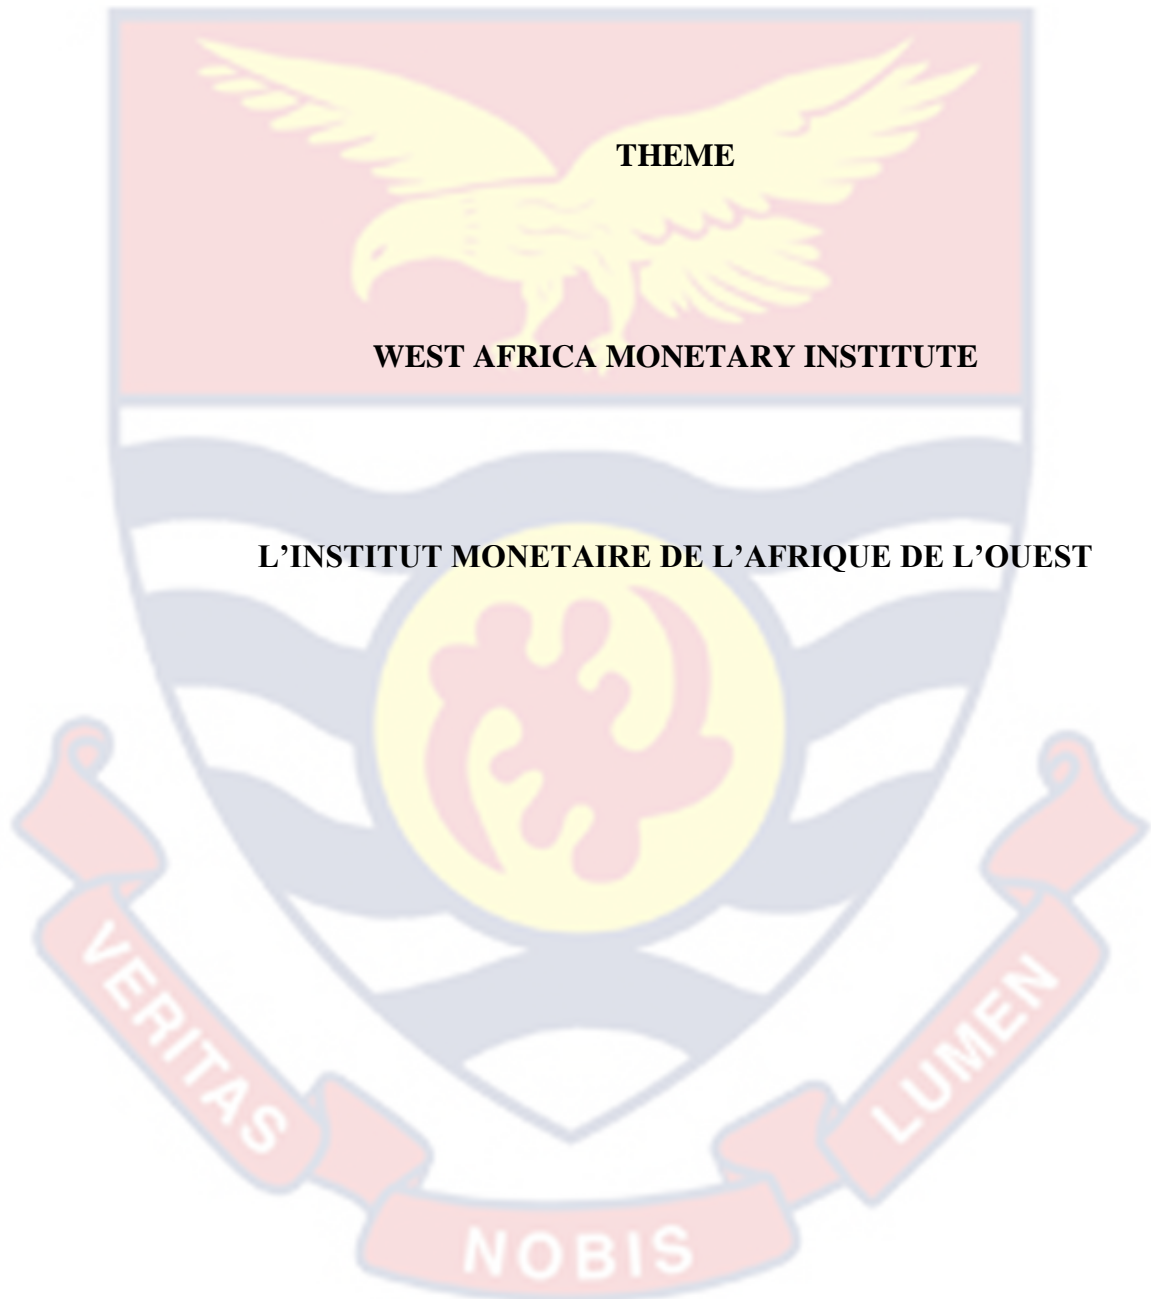 THEME
WEST AFRICA MONETARY INSTITUTE
L’INSTITUT MONETAIRE DE L’AFRIQUE DE L’OUEST
VERITAS
NOBIS
LUMEN